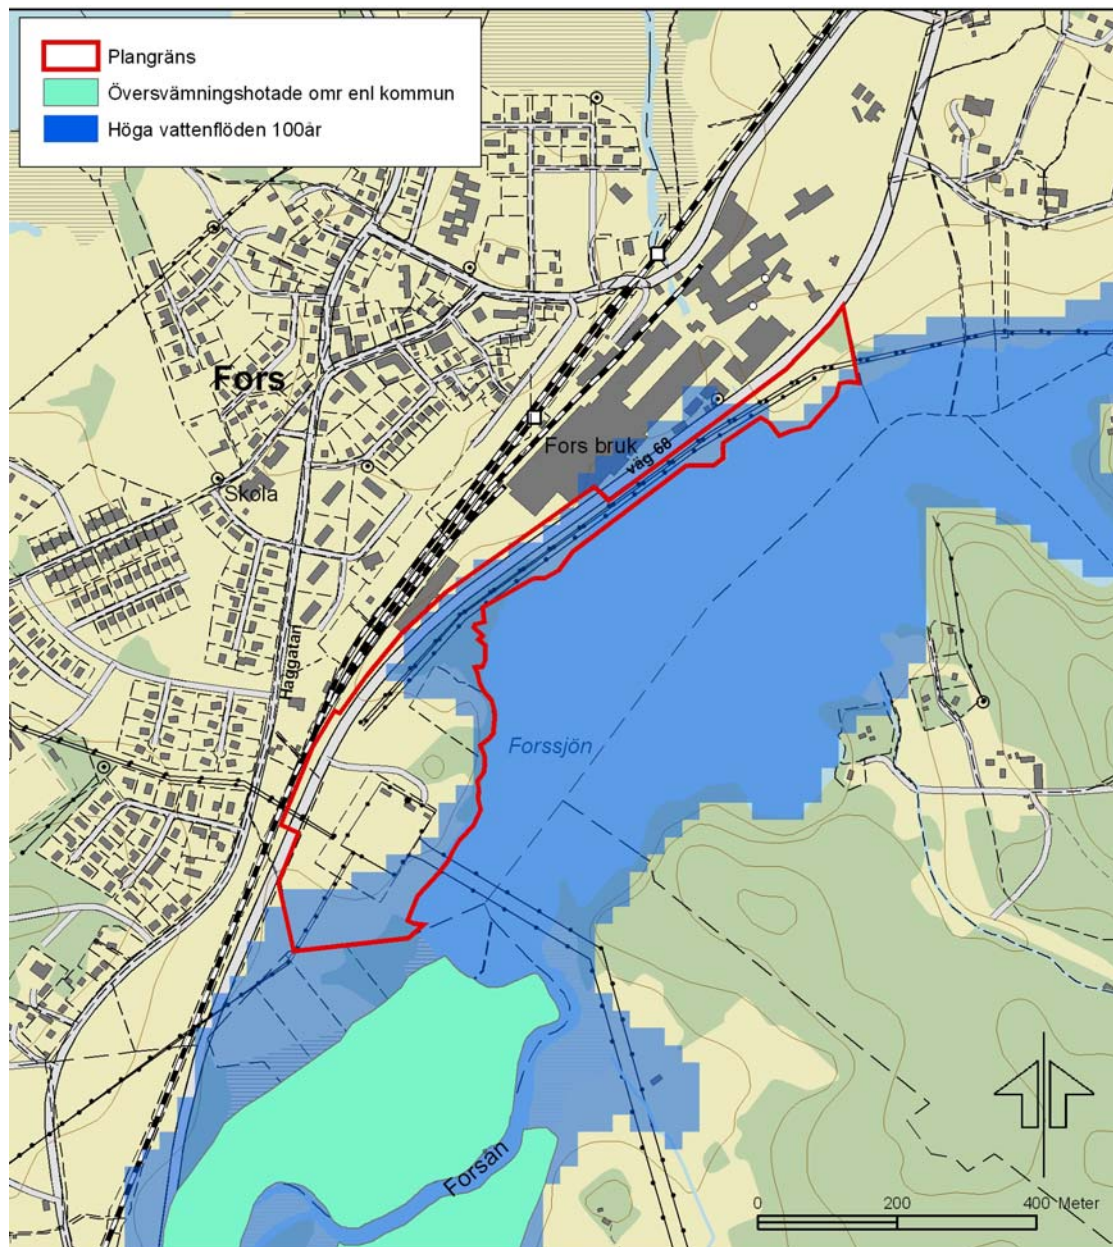 Plangräns
Översvämningshotade omr enl kommun
Höga vattenflöden 100år
Fors
Fors bruk
väg 68
Skola
Haggatan
Forssjön
Forsån
0 200 400 Meter